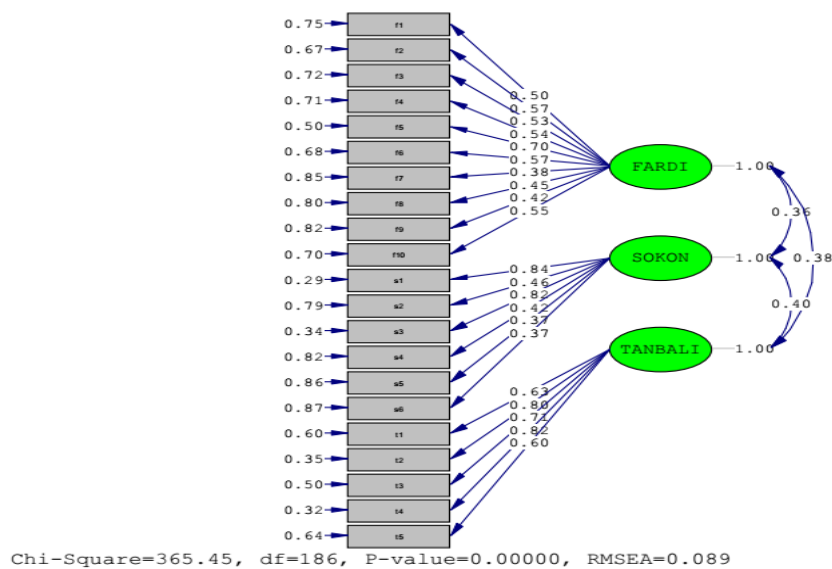 0.75 f1
0.67 f2
0.72 f3
0.71 f4
0.50 f5
0.68 f6
0.85 f7
0.80 f8
0.82 f9
0.70 f10
0.29 s1
0.79 s2
0.34 s3
0.82 s4
0.86 s5
0.87 s6
0.60 t1
0.35 t2
0.50 t3
0.32 t4
0.64 t5
0.50
0.57
0.53
0.54
0.70
0.57
0.38
0.45
0.42
0.55
0.84
0.46
0.82
0.42
0.37
0.37
0.63
0.80
0.71
0.82
0.60
FARDI 1.00
SOKON 1.00
TANBALI 1.00
0.36
0.38
0.40
Chi-Square=365.45, df=186, P-value=0.00000, RMSEA=0.089